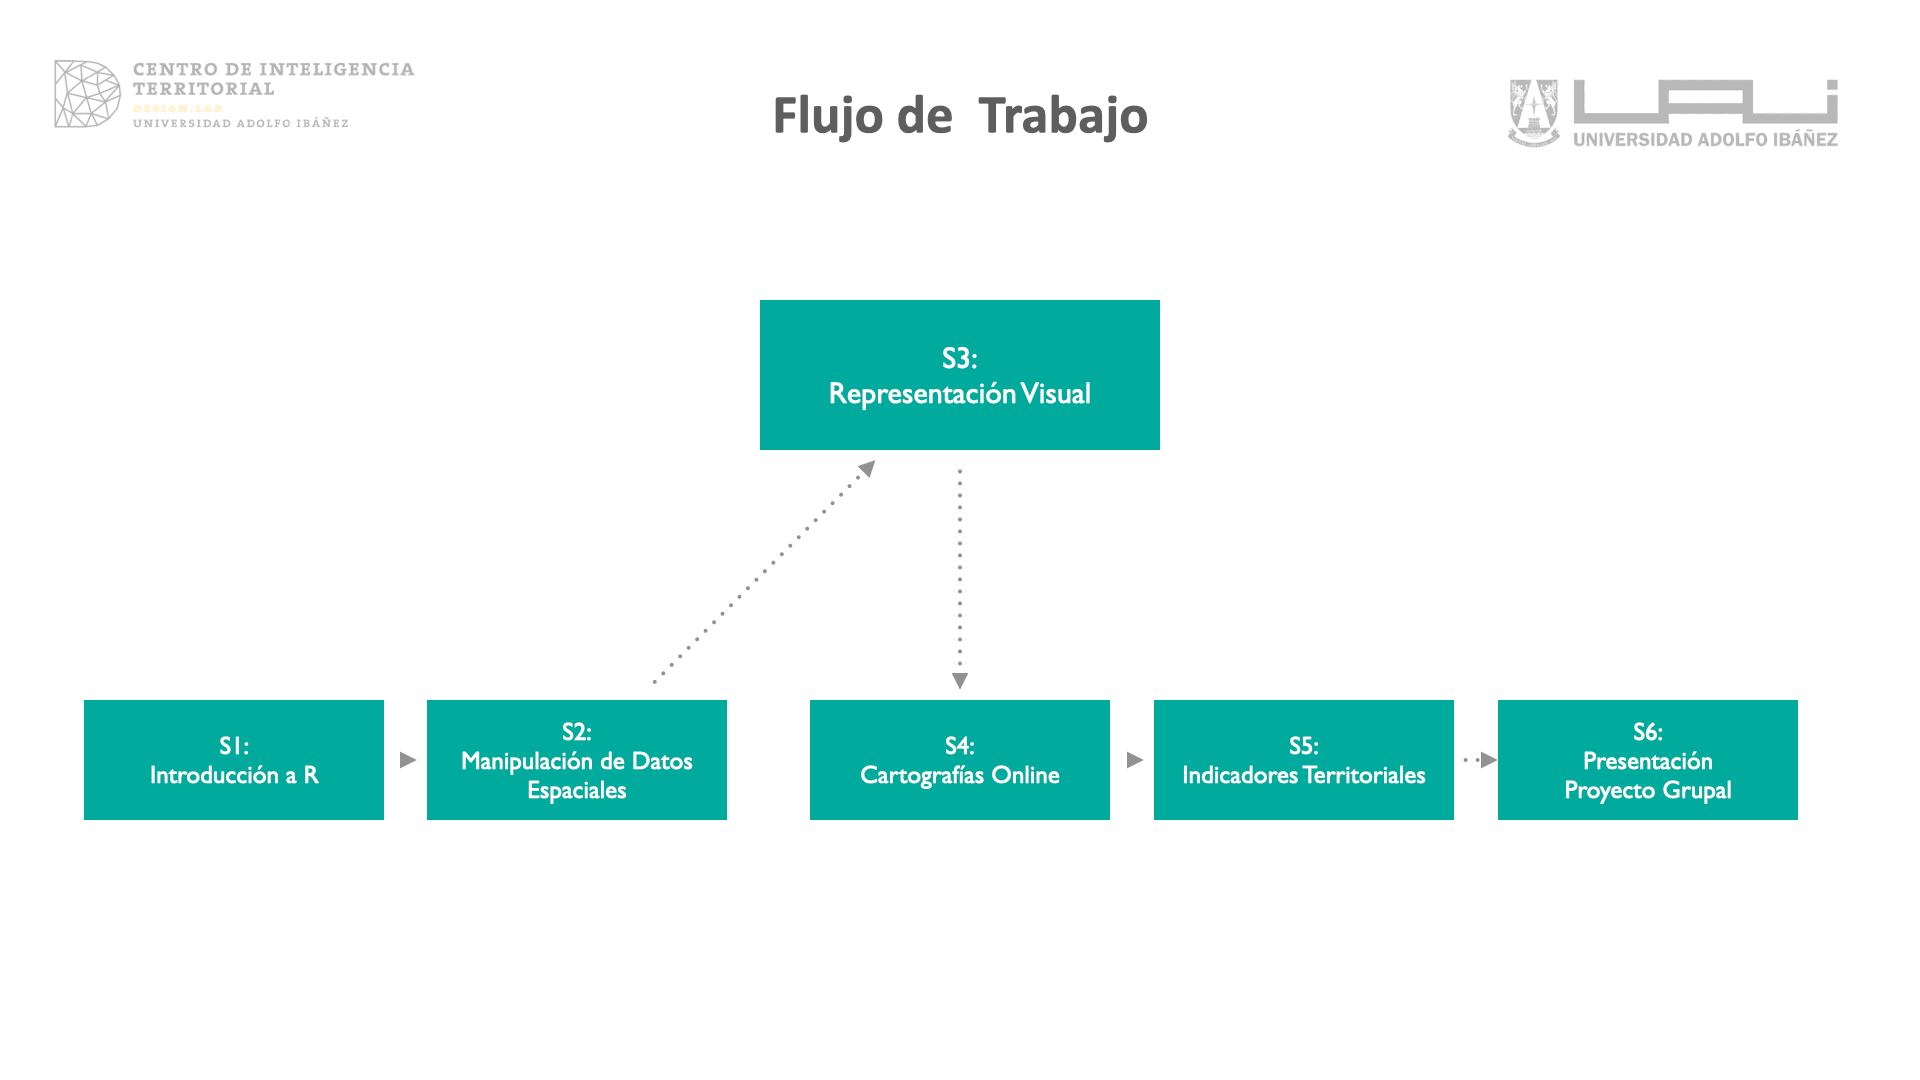 CENTRO DE INTELIGENCIA
TERRITORIAL
DESIGN.LAB
UNIVERSIDAD ADOLFO IBÁÑEZ
Flujo de Trabajo
UNIVERSIDAD ADOLFO IBÁÑEZ
S3:
Representación Visual
S1:
Introducción a R
S2:
Manipulación de Datos
Espaciales
S4:
Cartografías Online
S5:
Indicadores Territoriales
S6:
Presentación
Proyecto Grupal